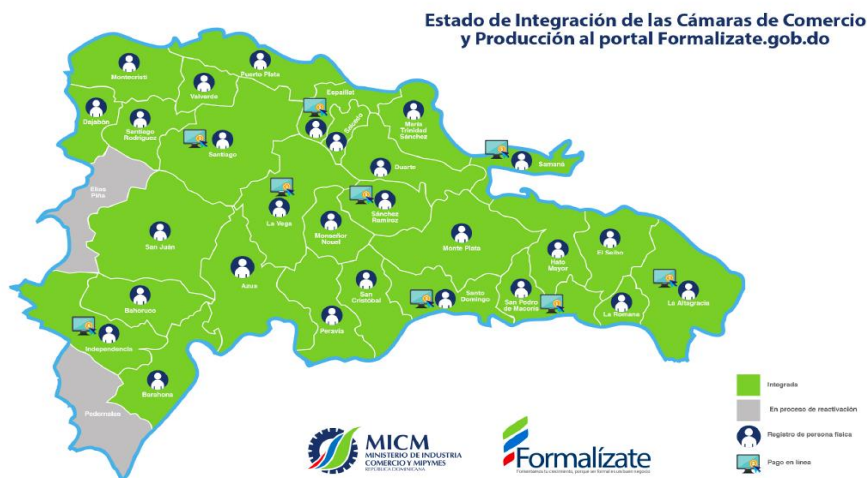 Estado de Integración de las Cámaras de Comercio
y Producción al portal Formalizate.gob.do
Montecristi
Puerto Plata
Valverde
Espaillat
Dajabón
Santiago
Rodríguez
Santiago
Salcedo
María
Trinidad
Sánchez
Samaná
Duarte
Elías
Piña
La Vega
Sánchez
Ramírez
San Juan
Monseñor
Nouel
Monte Plata
Hato
Mayor
El Seibo
Azua
San
Cristóbal
Santo
Domingo
San Pedro
de Macorís
La Romana
La Altagracia
Bahoruco
Peravia
Independencia
Barahona
Pedernales
Integrada
En proceso de reactivación
Registro de persona física
Pago en línea
MICM
MINISTERIO DE INDUSTRIA
COMERCIO Y MIPYMES
REPÚBLICA DOMINICANA
Formalízate